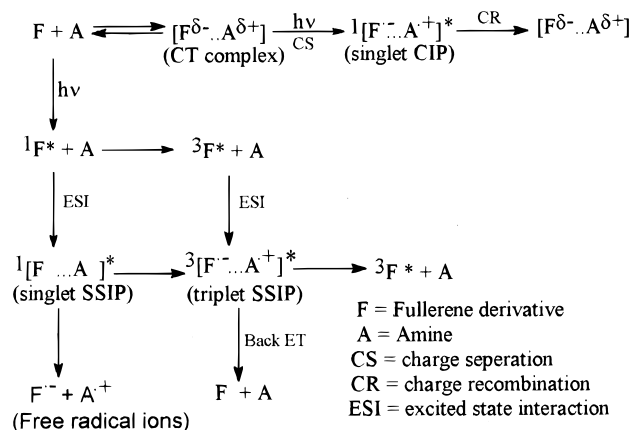 F + A [Fδ-...Aδ+] hν CS 1[F·-...A·+]* CR [Fδ-...Aδ+]
(CT complex) (singlet CIP)
hν
1F* + A 3F* + A
ESI ESI
1[F ...A ]* 3[F·-...A·+]* 3F* + A
(singlet SSIP) (triplet SSIP)
F = Fullerene derivative
A = Amine
Back ET
CS = charge seperation
F·- + A·+ F + A
CR = charge recombination
(Free radical ions)
ESI = excited state interaction